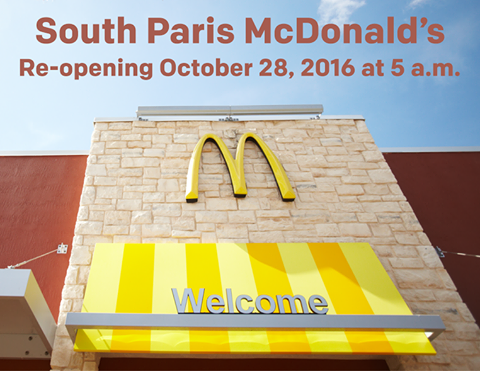 South Paris McDonald's
Re-opening October 28, 2016 at 5 a.m.
Welcome